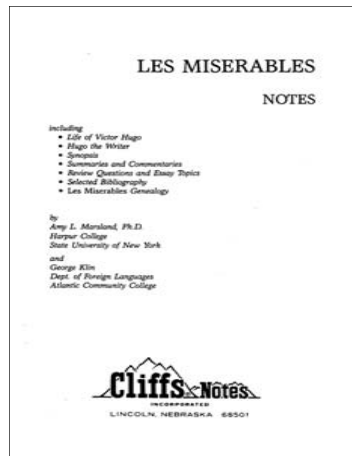 LES MISERABLES
NOTES
including
• Life of Victor Hugo
• Hugo the Writer
• Synopsis
• Summaries and Commentaries
• Review Questions and Essay Topics
• Selected Bibliography
• Les Miserables Genealogy
by
Amy L. Marsland, Ph.D.
Harpur College
State University of New York
and
George Klin
Dept. of Foreign Languages
Atlantic Community College
Cliffs Notes
INCORPORATED
LINCOLN, NEBRASKA 68501